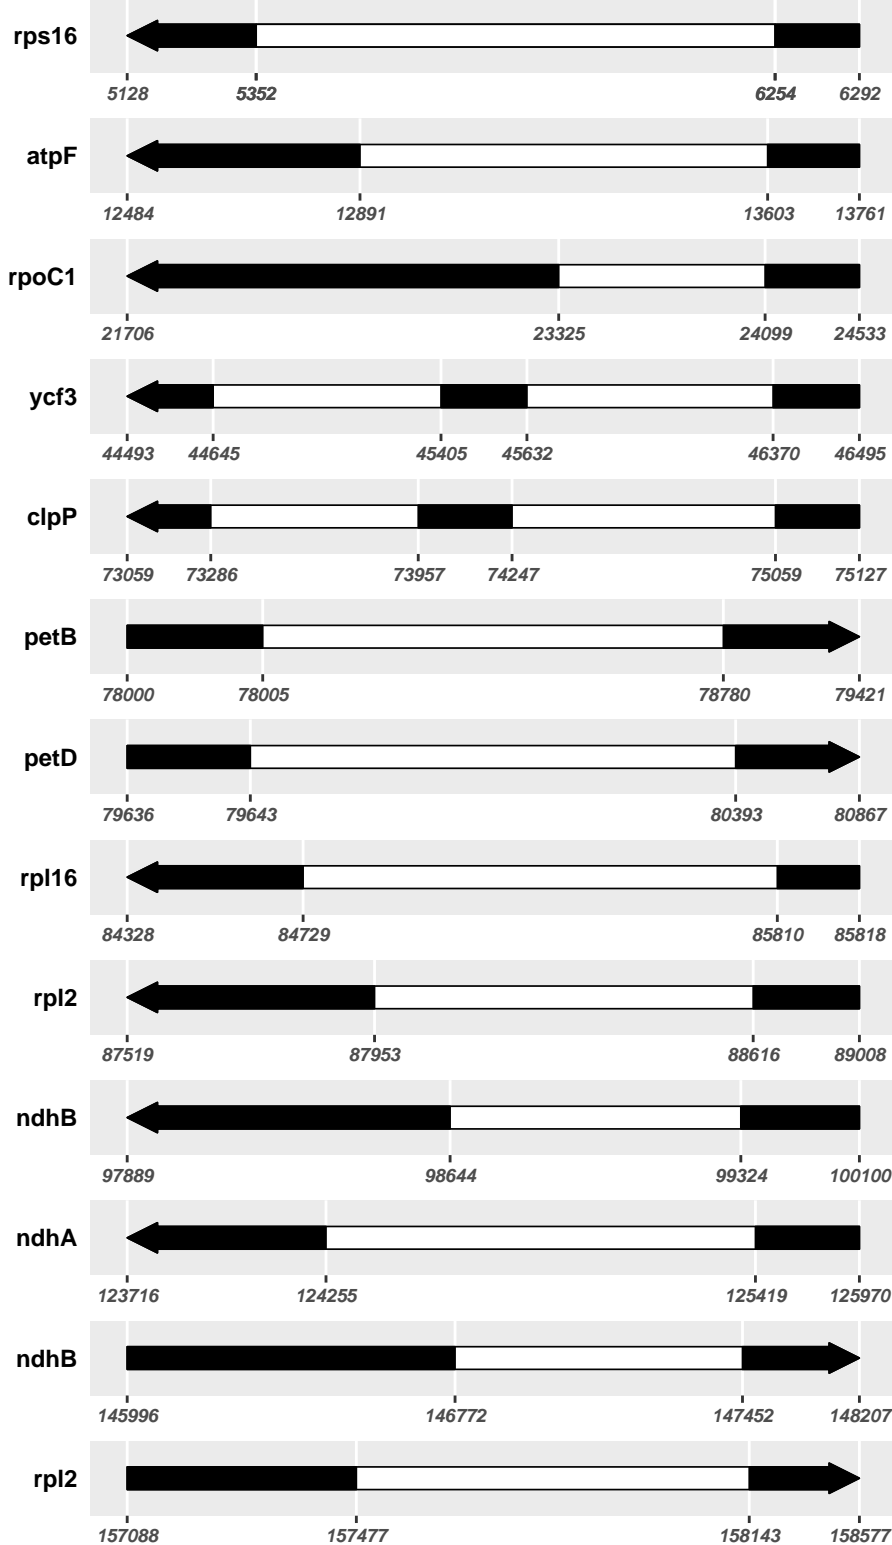 rps16
5128 5352 6254 6292
atpF
12484 12891 13603 13761
rpoC1
21706 23325 24099 24533
ycf3
44493 44645 45405 45632 46370 46495
clpP
73059 73286 73957 74247 75059 75127
petB
78000 78005 78780 79421
petD
79636 79643 80393 80867
rpl16
84328 84729 85810 85818
rpl2
87519 87953 88616 89008
ndhB
97889 98644 99324 100100
ndhA
123716 124255 125419 125970
ndhB
145996 146772 147452 148207
rpl2
157088 157477 158143 158577